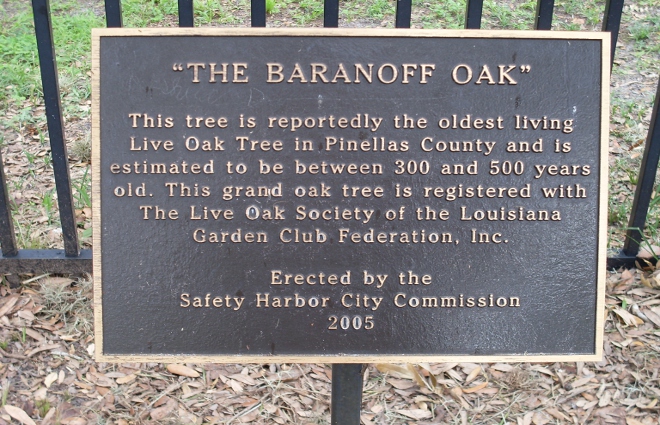 “THE BARANOFF OAK”
This tree is reportedly the oldest living
Live Oak Tree in Pinellas County and is
estimated to be between 300 and 500 years
old. This grand oak tree is registered with
The Live Oak Society of the Louisiana
Garden Club Federation, Inc.
Erected by the
Safety Harbor City Commission
2005